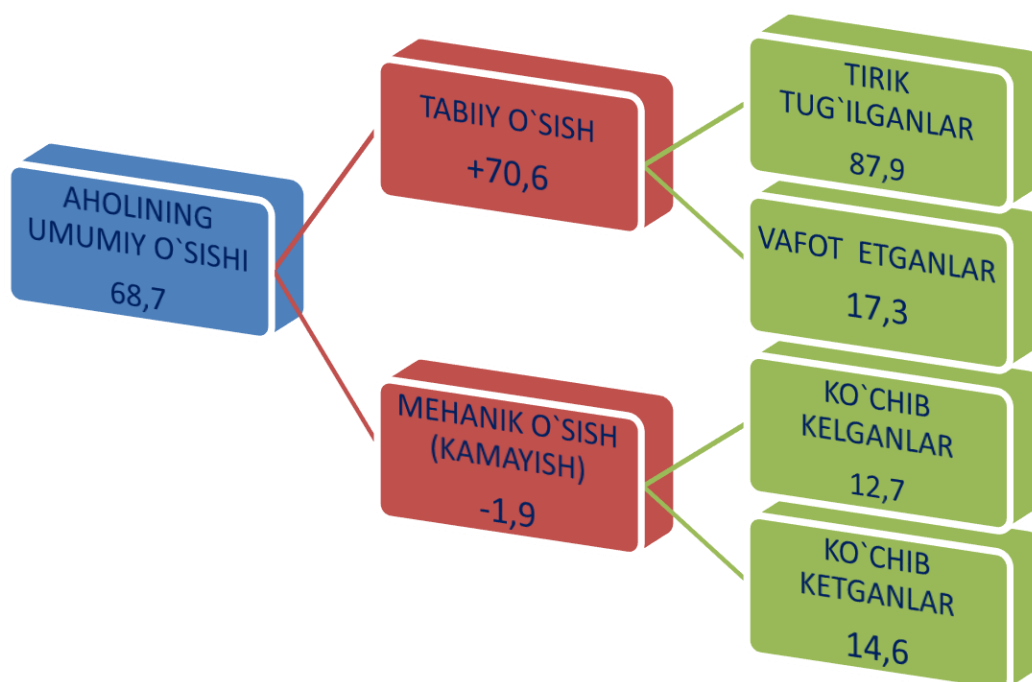 AHOLINING
UMUMIY O`SISHI
68,7
TABIIY O`SISH
+70,6
MEHANIK O`SISH
(KAMAYISH)
-1,9
TIRIK
TUG`ILGANLAR
87,9
VAFOT ETGANLAR
17,3
KO`CHIB
KELGANLAR
12,7
KO`CHIB
KETGANLAR
14,6